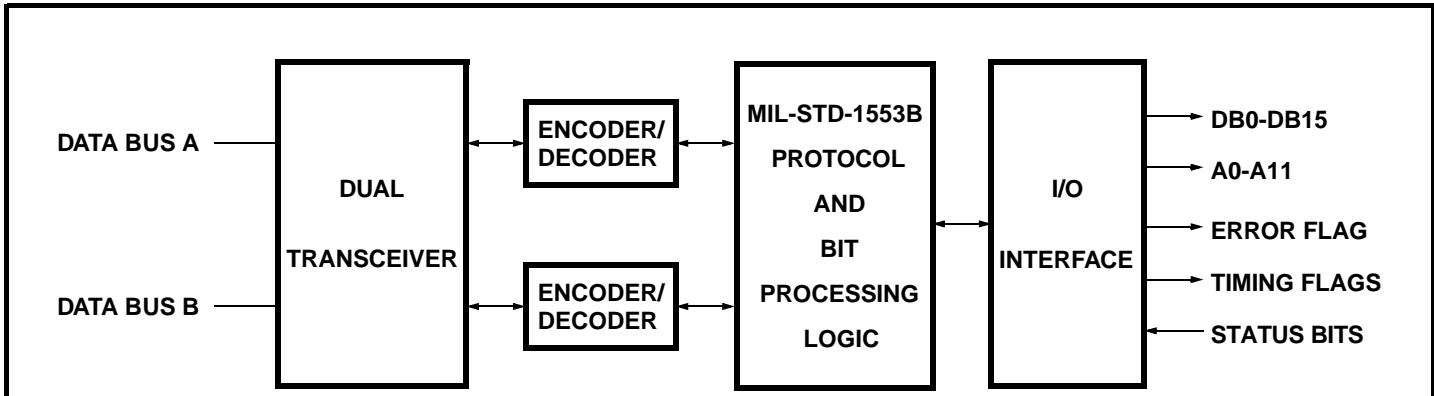 DATA BUS A
DATA BUS B
DUAL
TRANSCEIVER
ENCODER/
DECODER
ENCODER/
DECODER
MIL-STD-1553B
PROTOCOL
AND
BIT
PROCESSING
LOGIC
I/O
INTERFACE
DB0-DB15
A0-A11
ERROR FLAG
TIMING FLAGS
STATUS BITS